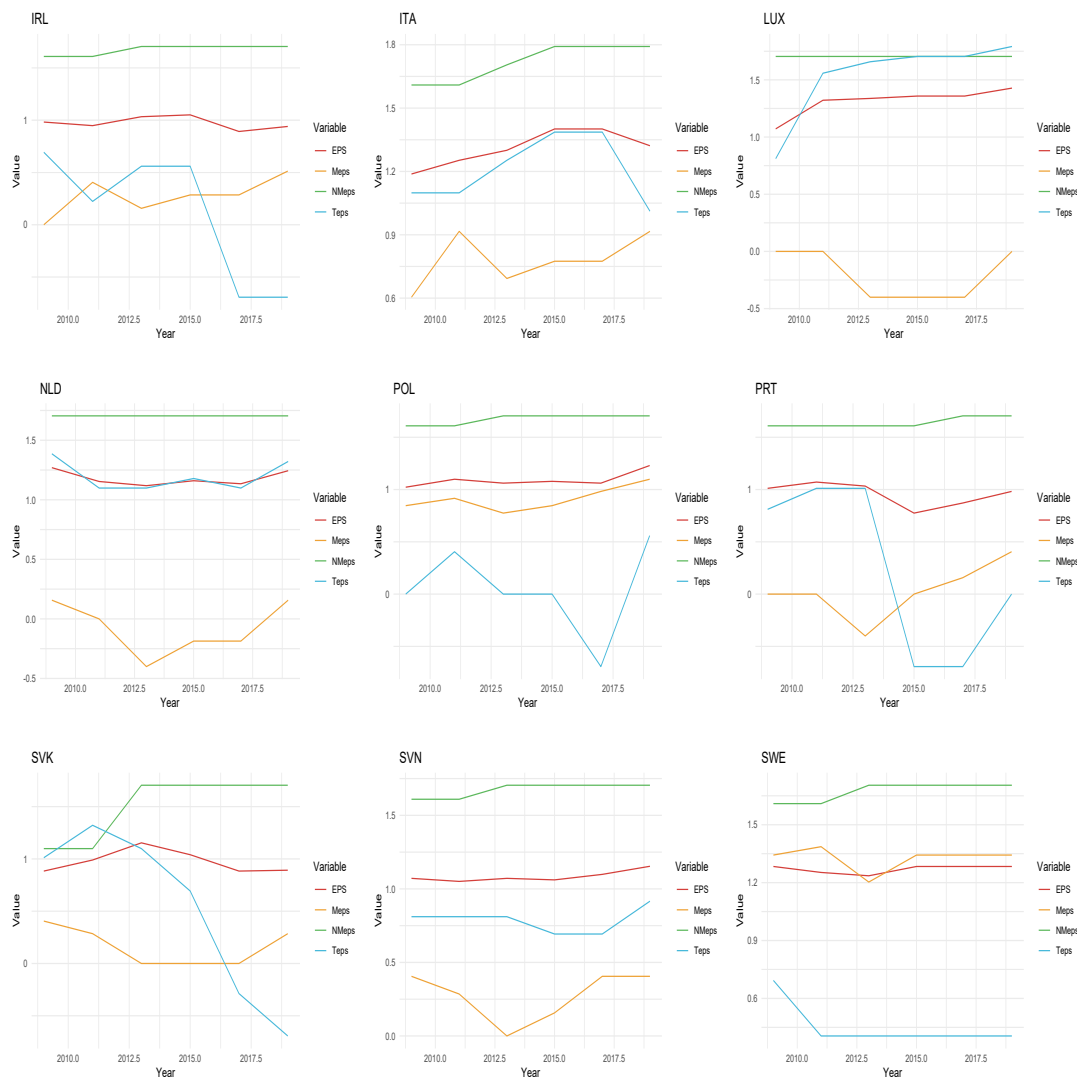 IRL
1
0
Value
2010.0 2012.5 2015.0 2017.5
Year
Variable
EPS
Meps
NMeps
Teps
ITA
1.8
1.5
1.2
0.9
0.6
Value
2010.0 2012.5 2015.0 2017.5
Year
Variable
EPS
Meps
NMeps
Teps
LUX
1.5
1.0
0.5
0.0
-0.5
Value
2010.0 2012.5 2015.0 2017.5
Year
Variable
EPS
Meps
NMeps
Teps
NLD
1.5
1.0
0.5
0.0
-0.5
Value
2010.0 2012.5 2015.0 2017.5
Year
Variable
EPS
Meps
NMeps
Teps
POL
1
0
Value
2010.0 2012.5 2015.0 2017.5
Year
Variable
EPS
Meps
NMeps
Teps
PRT
1
0
Value
2010.0 2012.5 2015.0 2017.5
Year
Variable
EPS
Meps
NMeps
Teps
SVK
1
0
Value
2010.0 2012.5 2015.0 2017.5
Year
Variable
EPS
Meps
NMeps
Teps
SVN
1.5
1.0
0.5
0.0
Value
2010.0 2012.5 2015.0 2017.5
Year
Variable
EPS
Meps
NMeps
Teps
SWE
1.5
1.2
0.9
0.6
Value
2010.0 2012.5 2015.0 2017.5
Year
Variable
EPS
Meps
NMeps
Teps